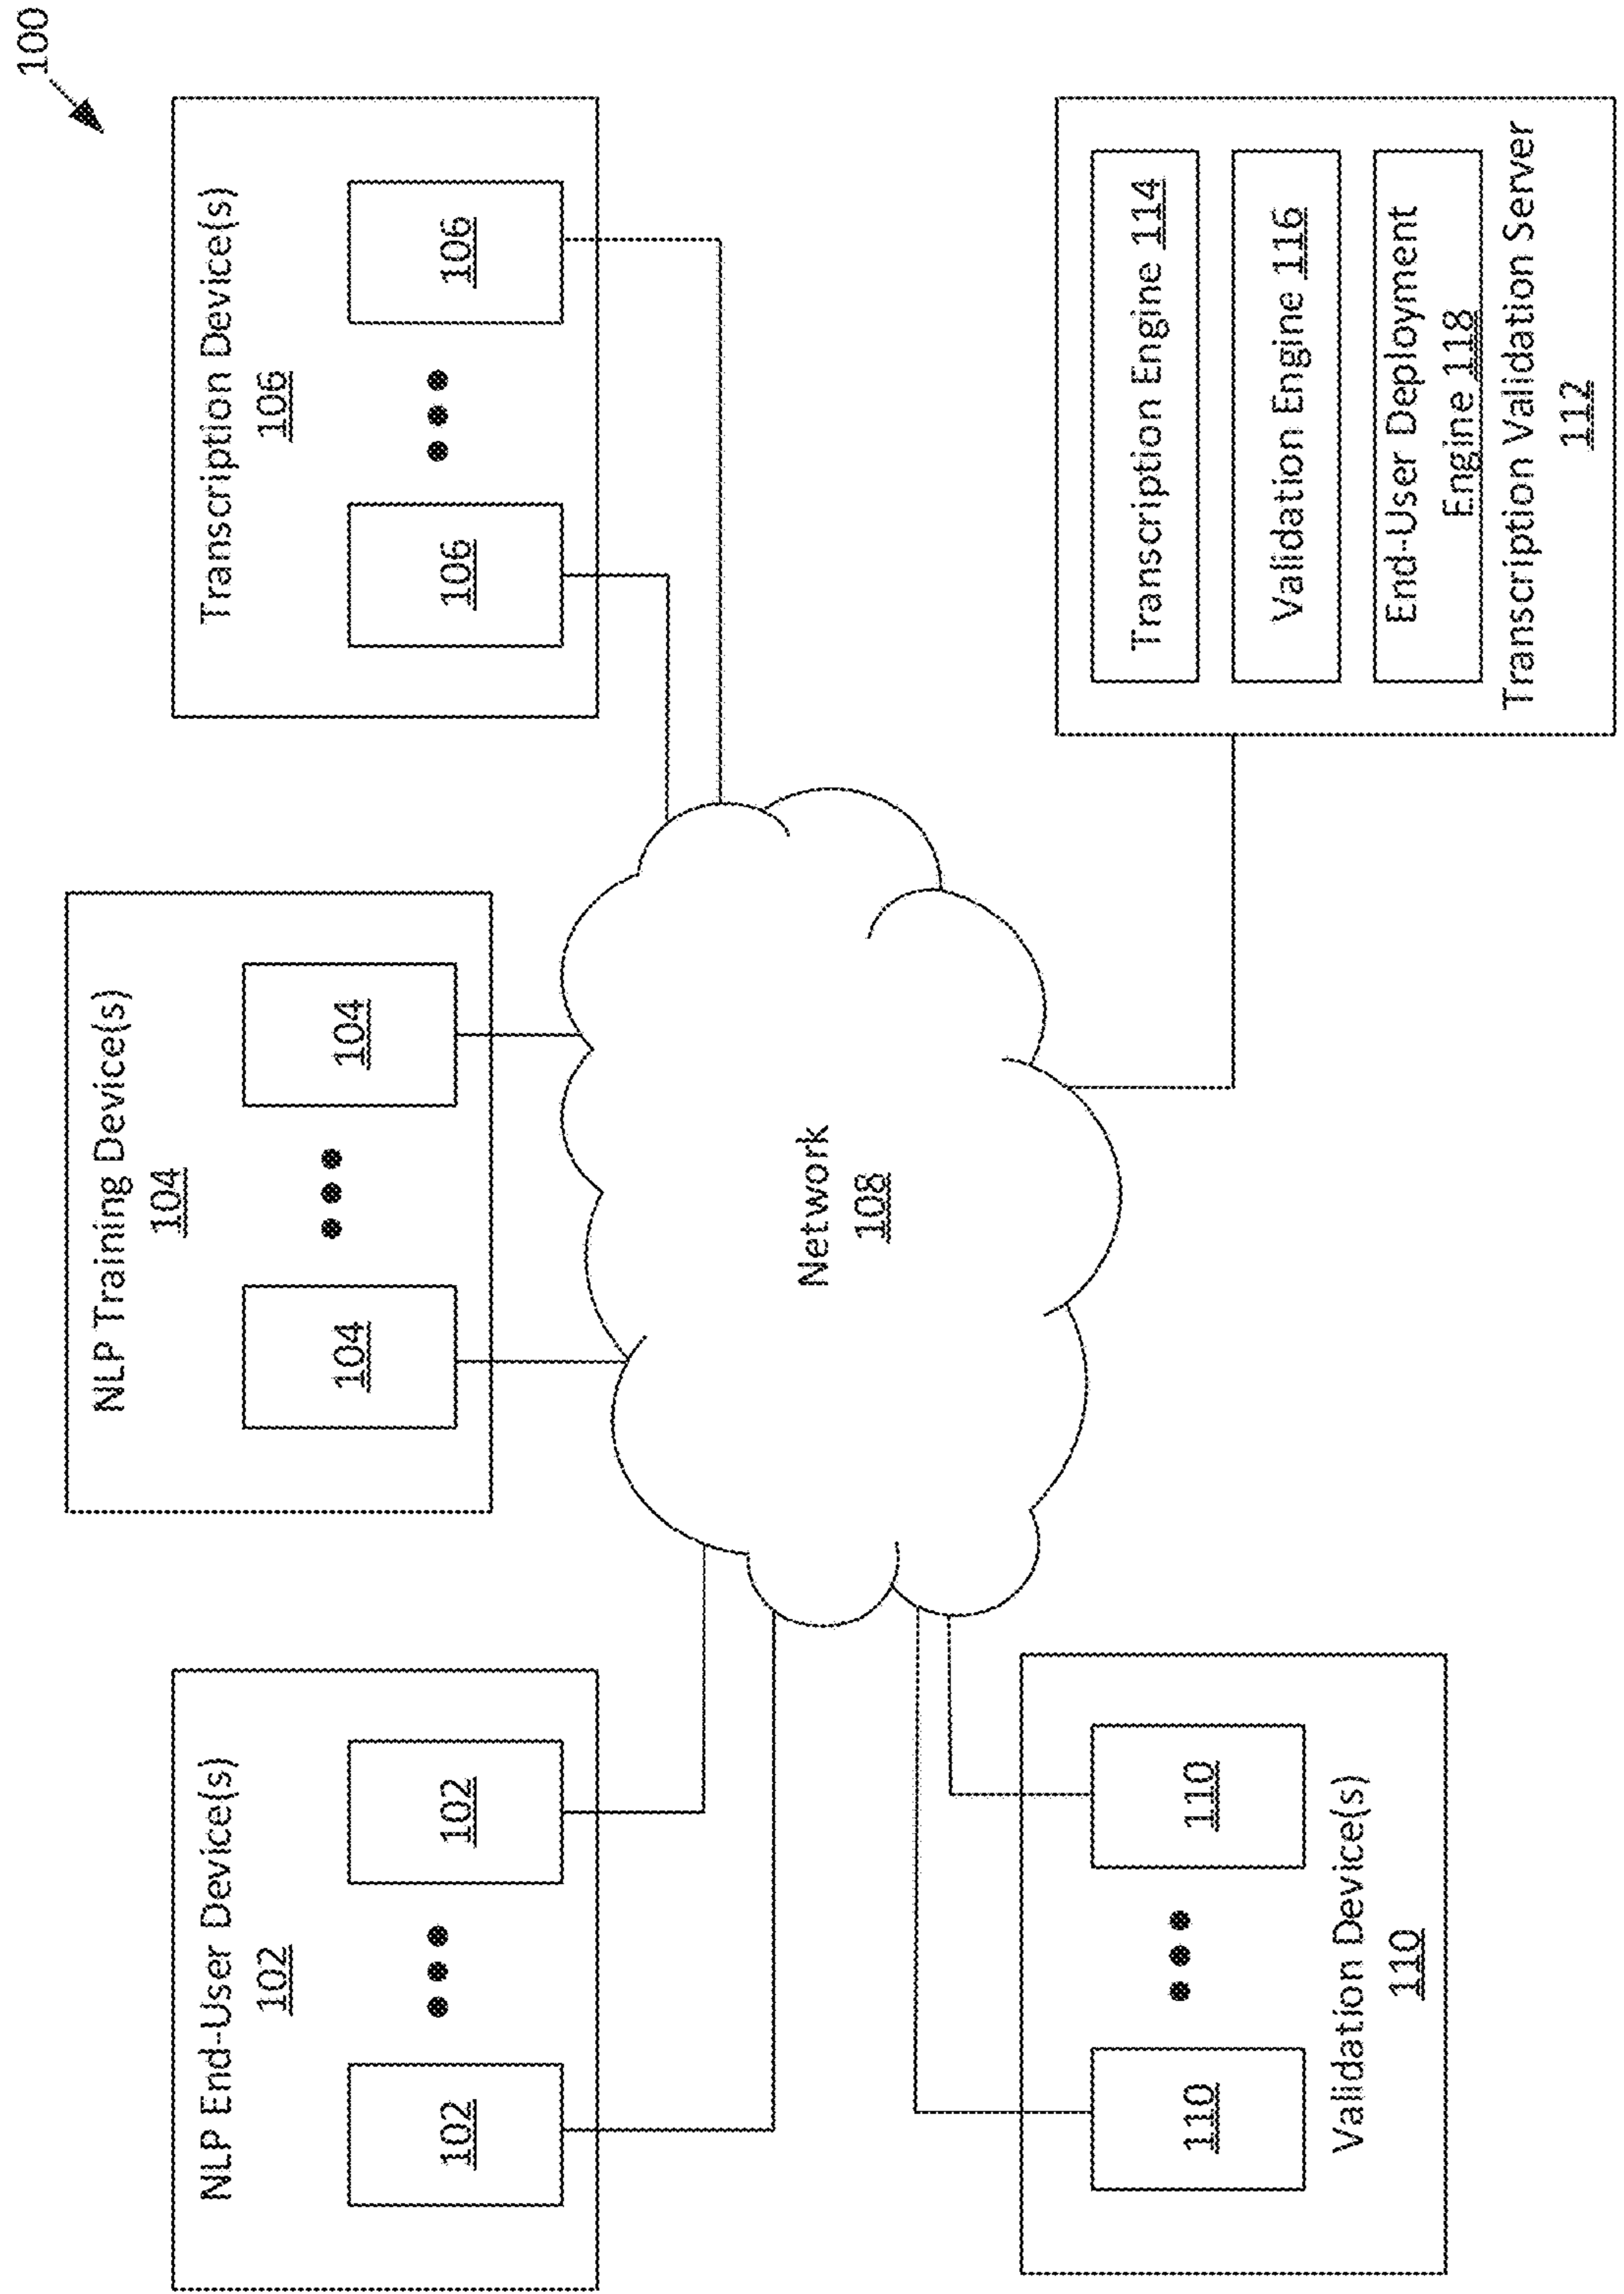 100
NLP End-User Device(s)
102
102
102
NLP Training Device(s)
104
104
104
Transcription Device(s)
106
106
106
Network
108
110
110
Validation Device(s)
110
Transcription Engine 114
Validation Engine 116
End-User Deployment
Engine 118
Transcription Validation Server
112